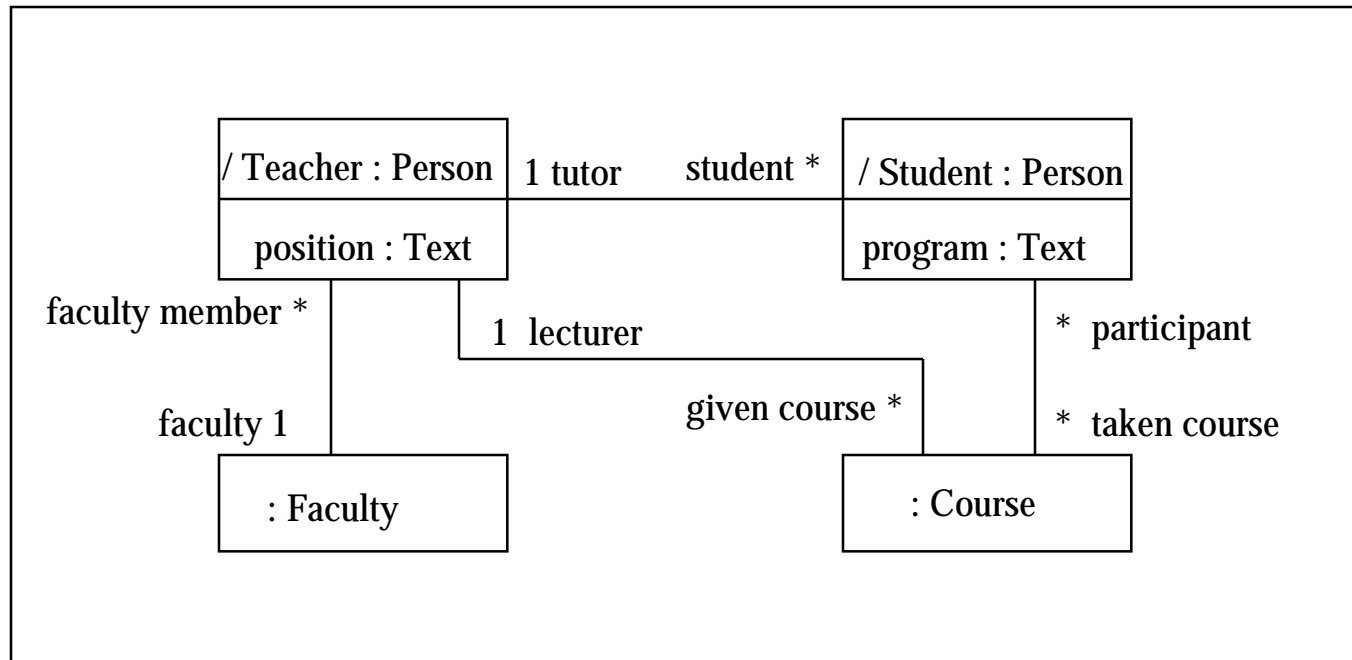 / Teacher : Person
1 tutor
student *
/ Student : Person
position : Text
program : Text
faculty member *
1 lecturer
* participant
faculty 1
given course *
* taken course
: Faculty
: Course